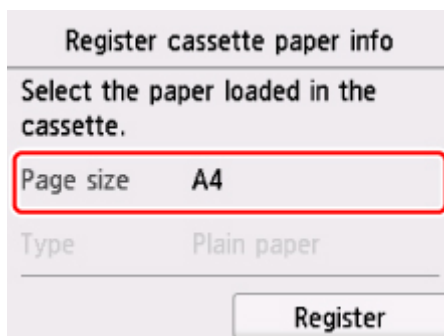 Register cassette paper info
Select the paper loaded in the
cassette.
Page size A4
Type Plain paper
Register